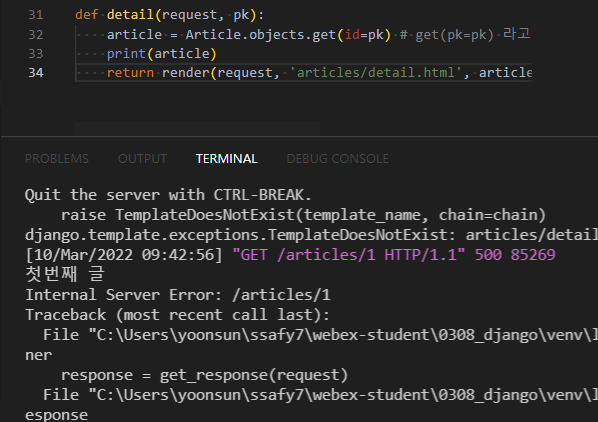 31 def detail(request, pk):
32 article = Article.objects.get(id=pk) # get(pk=pk) 라고
33 print(article)
34 return render(request, 'articles/detail.html', article
PROBLEMS OUTPUT TERMINAL DEBUG CONSOLE
Quit the server with CTRL-BREAK.
raise TemplateDoesNotExist(template_name, chain=chain)
django.template.exceptions.TemplateDoesNotExist: articles/detail
[10/Mar/2022 09:42:56] "GET /articles/1 HTTP/1.1" 500 85269
첫번째 글
Internal Server Error: /articles/1
Traceback (most recent call last):
File "C:\Users\yoonsun\ssafy7\webex-student\0308_django\venv\l
ner
response = get_response(request)
File "C:\Users\yoonsun\ssafy7\webex-student\0308_django\venv\l
esponse